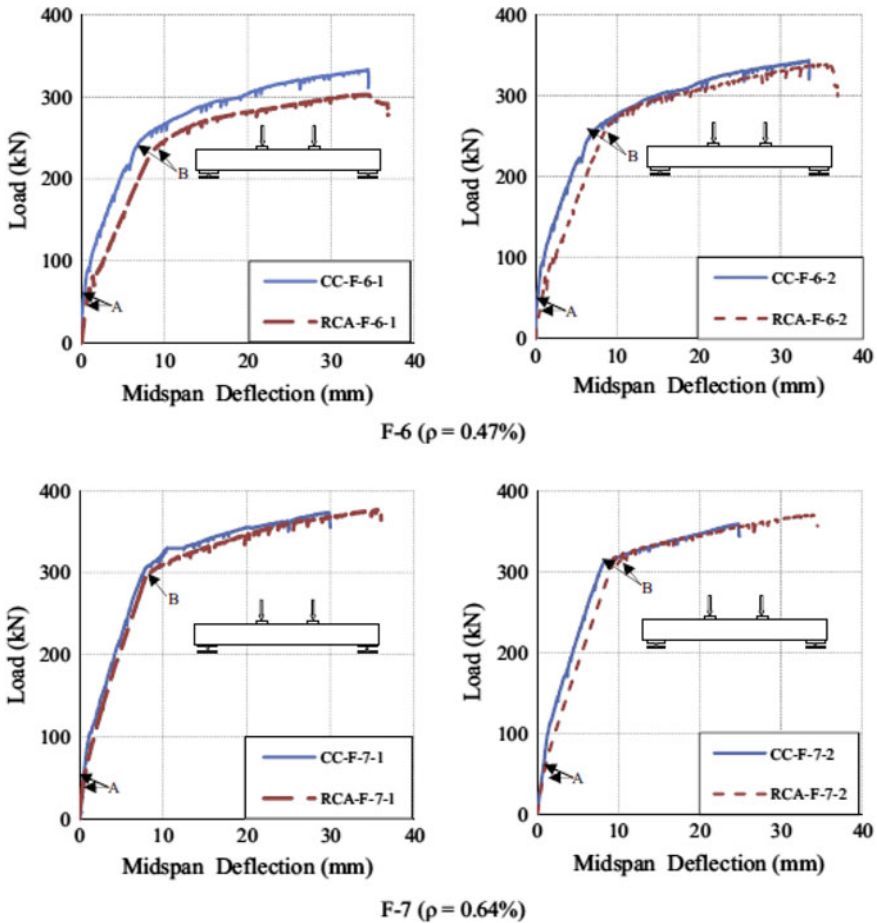 400
300
200
100
0
Load (kN)
B
A
CC-F-6-1
RCA-F-6-1
0 10 20 30 40
Midspan Deflection (mm)
400
300
200
100
0
Load (kN)
B
A
CC-F-6-2
RCA-F-6-2
0 10 20 30 40
Midspan Deflection (mm)
F-6 (ρ = 0.47%)
400
300
200
100
0
Load (kN)
B
A
CC-F-7-1
RCA-F-7-1
0 10 20 30 40
Midspan Deflection (mm)
400
300
200
100
0
Load (kN)
B
A
CC-F-7-2
RCA-F-7-2
0 10 20 30 40
Midspan Deflection (mm)
F-7 (ρ = 0.64%)